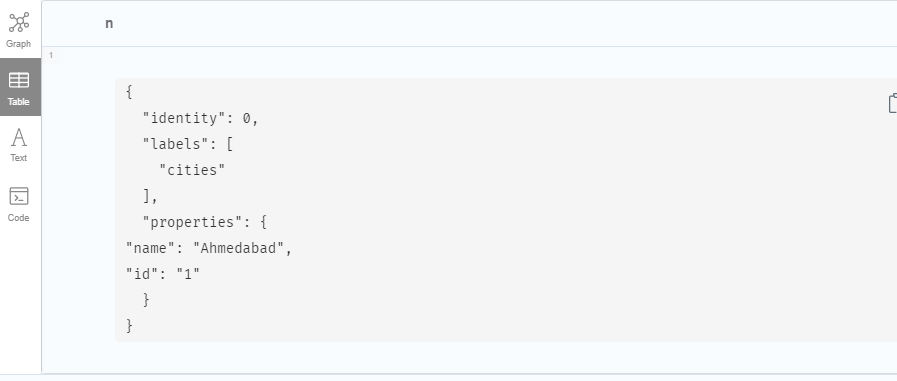 Graph
Table
Text
Code
n
1
{
"identity": 0,
"labels": [
"cities"
],
"properties": {
"name": "Ahmedabad",
"id": "1"
}
}